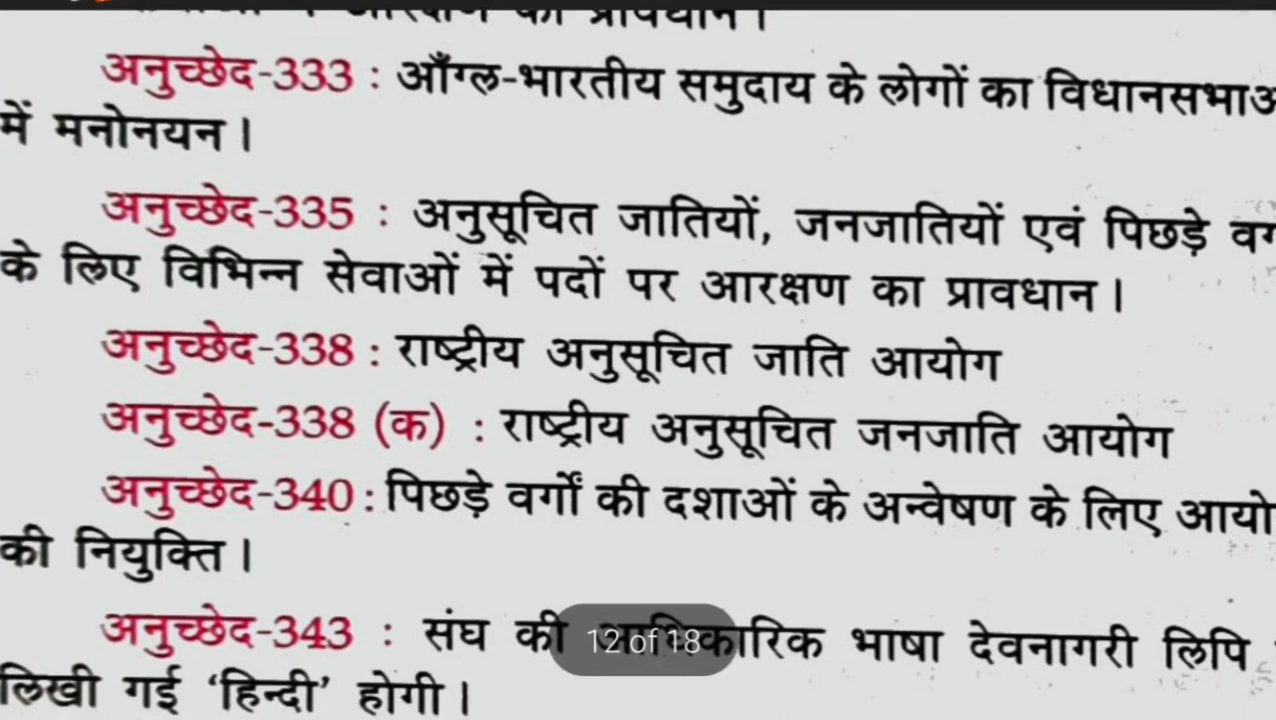 अनुच्छेद-333 : आँग्ल-भारतीय समुदाय के लोगों का
में मनोनयन।
अनुच्छेद-335 : अनुसूचित जातियों, जनजातियों एवं पिछड़े
के लिए विभिन्न सेवाओं में पदों पर आरक्षण का प्रावधान।
अनुच्छेद-338 : राष्ट्रीय अनुसूचित जाति आयोग
अनुच्छेद-338 (क) : राष्ट्रीय अनुसूचित जनजाति आयोग
अनुच्छेद-340 : पिछड़े वर्गों की दशाओं के अन्वेषण के लिए
की नियुक्ति।
अनुच्छेद-343 : संघ की आधिकारिक भाषा देवनागरी लिपि
12 of 18
लिखी गई ‘हिन्दी’ होगी।